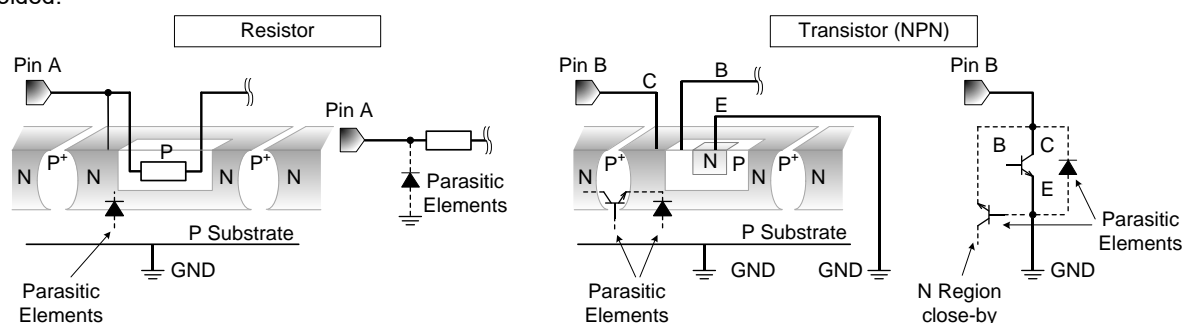 Resistor
Pin A
N
P+
N
P
N
P+
N
Parasitic
Elements
P Substrate
GND
Pin A
Parasitic
Elements
Transistor (NPN)
Pin B
C
B
E
N
P+
N
N
P
N
P+
N
Parasitic
Elements
P Substrate
GND
GND
Pin B
B
C
E
Parasitic
Elements
GND
N Region
close-by